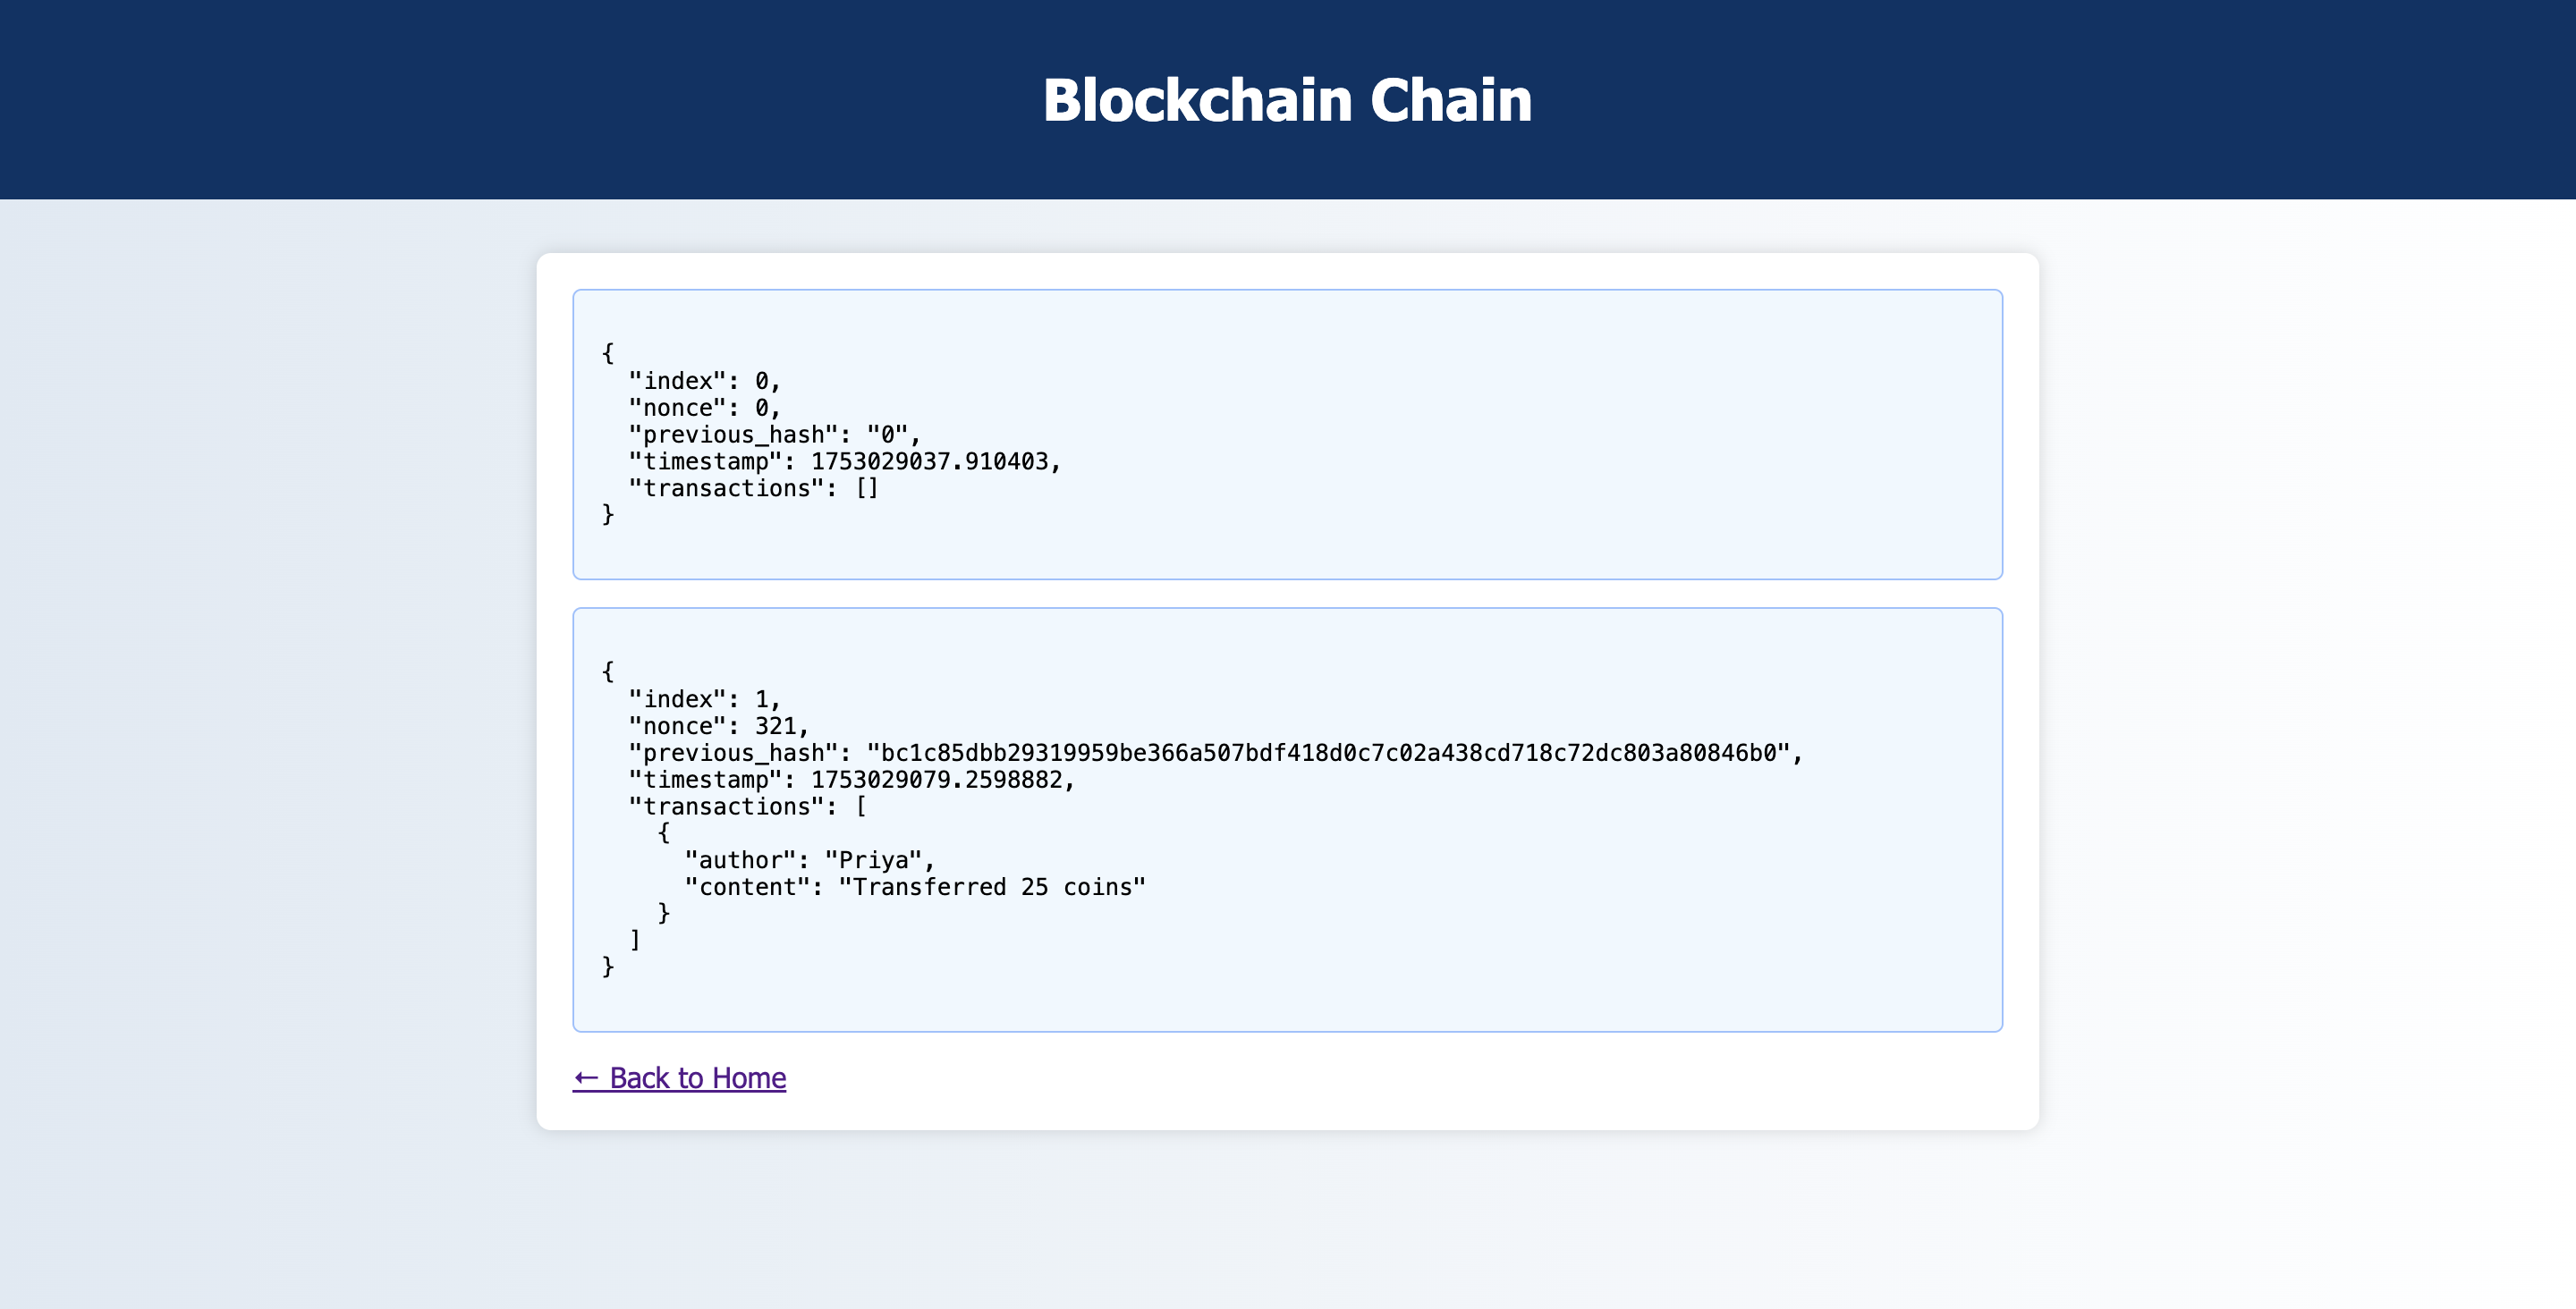 Blockchain Chain
{
  "index": 0,
  "nonce": 0,
  "previous_hash": "0",
  "timestamp": 1753029037.910403,
  "transactions": []
}
{
  "index": 1,
  "nonce": 321,
  "previous_hash": "bc1c85dbb29319959be366a507bdf418d0c7c02a438cd718c72dc803a80846b0",
  "timestamp": 1753029079.2598882,
  "transactions": [
    {
      "author": "Priya",
      "content": "Transferred 25 coins"
    }
  ]
}
← Back to Home